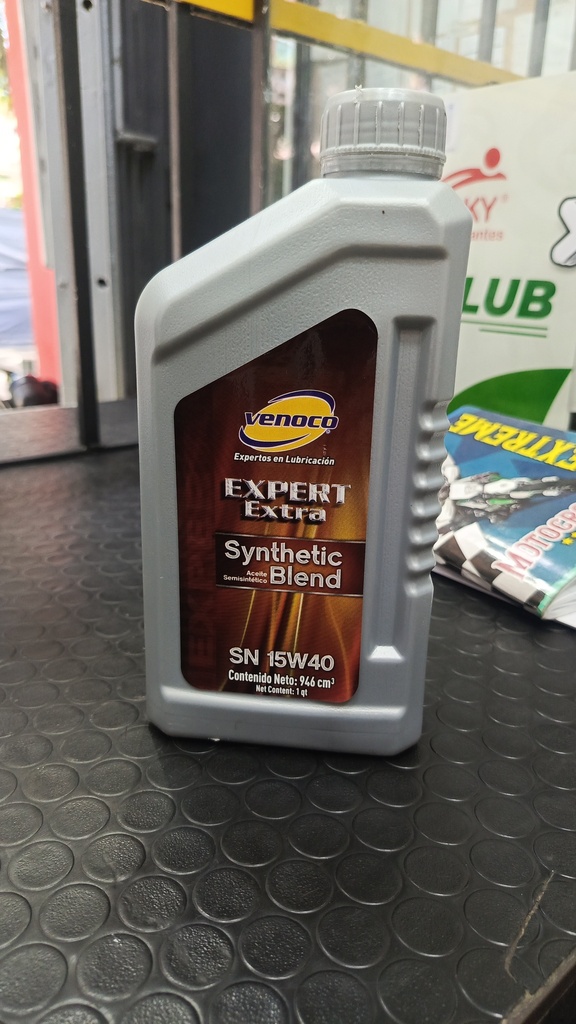 venoco
Expertos en Lubricación
EXPERT
Extra
Synthetic
Aceite
Semisintético
Blend
SN 15W40
Contenido Neto: 946 cm³
Net Content: 1 qt
KY
LUB
EXTREME